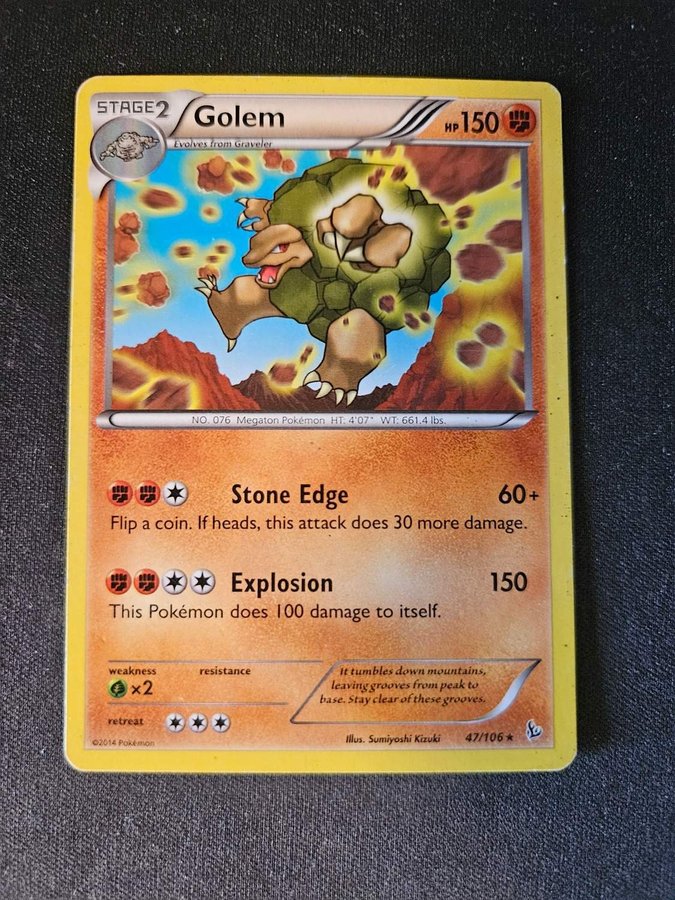 STAGE2 Golem HP 150
Evolves from Graveler
NO. 076 Megaton Pokémon HT: 4'07" WT: 661.4 lbs.
Stone Edge 60+
Flip a coin. If heads, this attack does 30 more damage.
Explosion 150
This Pokémon does 100 damage to itself.
weakness resistance
×2
retreat
It tumbles down mountains,
leaving grooves from peak to
base. Stay clear of these grooves.
©2014 Pokémon
Illus. Sumiyoshi Kizuki 47/106 ★